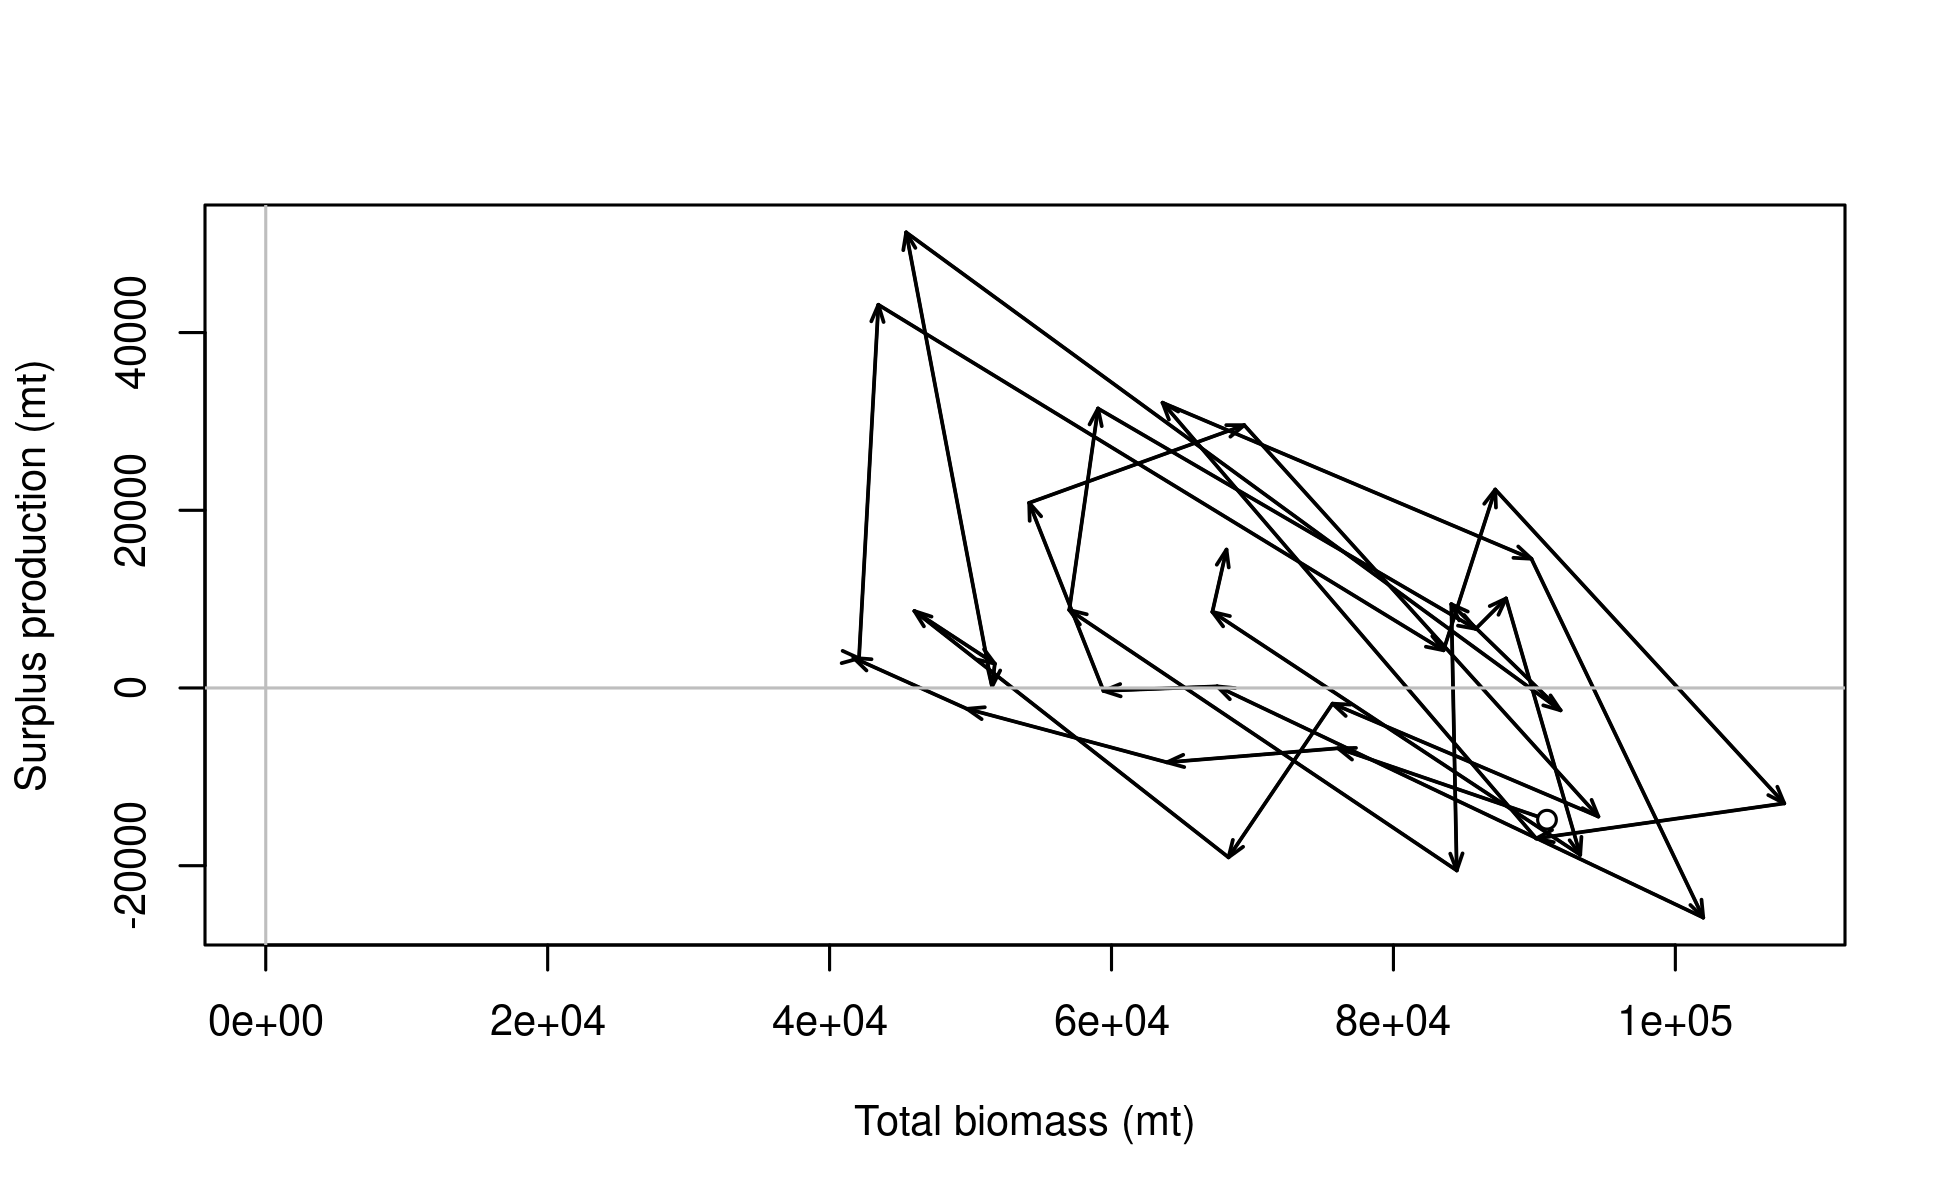 Surplus production (mt)
40000
20000
0
-20000
0e+00 2e+04 4e+04 6e+04 8e+04 1e+05
Total biomass (mt)